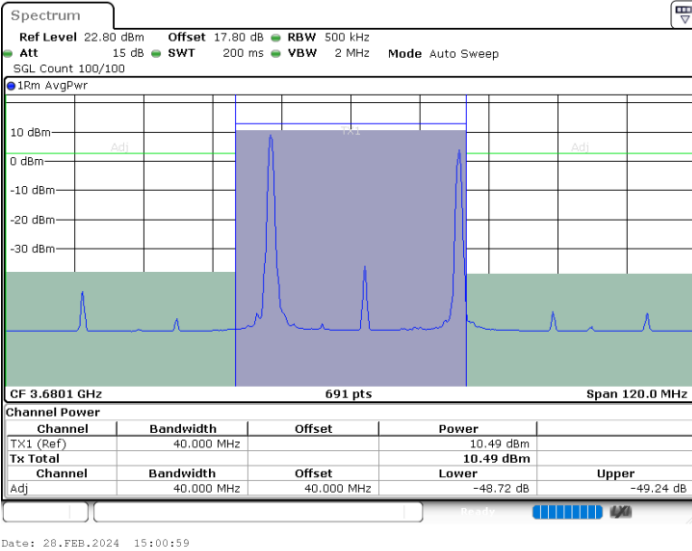 Spectrum
Ref Level 22.80 dBm Offset 17.80 dB RBW 500 kHz
Att 15 dB SWT 200 ms VBW 2 MHz Mode Auto Sweep
SGL Count 100/100
1Rm AvgPwr
10 dBm
TX1
Adj Adj
0 dBm
-10 dBm
-20 dBm
-30 dBm
CF 3.6801 GHz 691 pts Span 120.0 MHz
Channel Power
Channel Bandwidth Offset Power
TX1 (Ref) 40.000 MHz 10.49 dBm
Tx Total 10.49 dBm
Channel Bandwidth Offset Lower Upper
Adj 40.000 MHz 40.000 MHz -48.72 dB -49.24 dB
Ready
Date: 28.FEB.2024 15:00:59